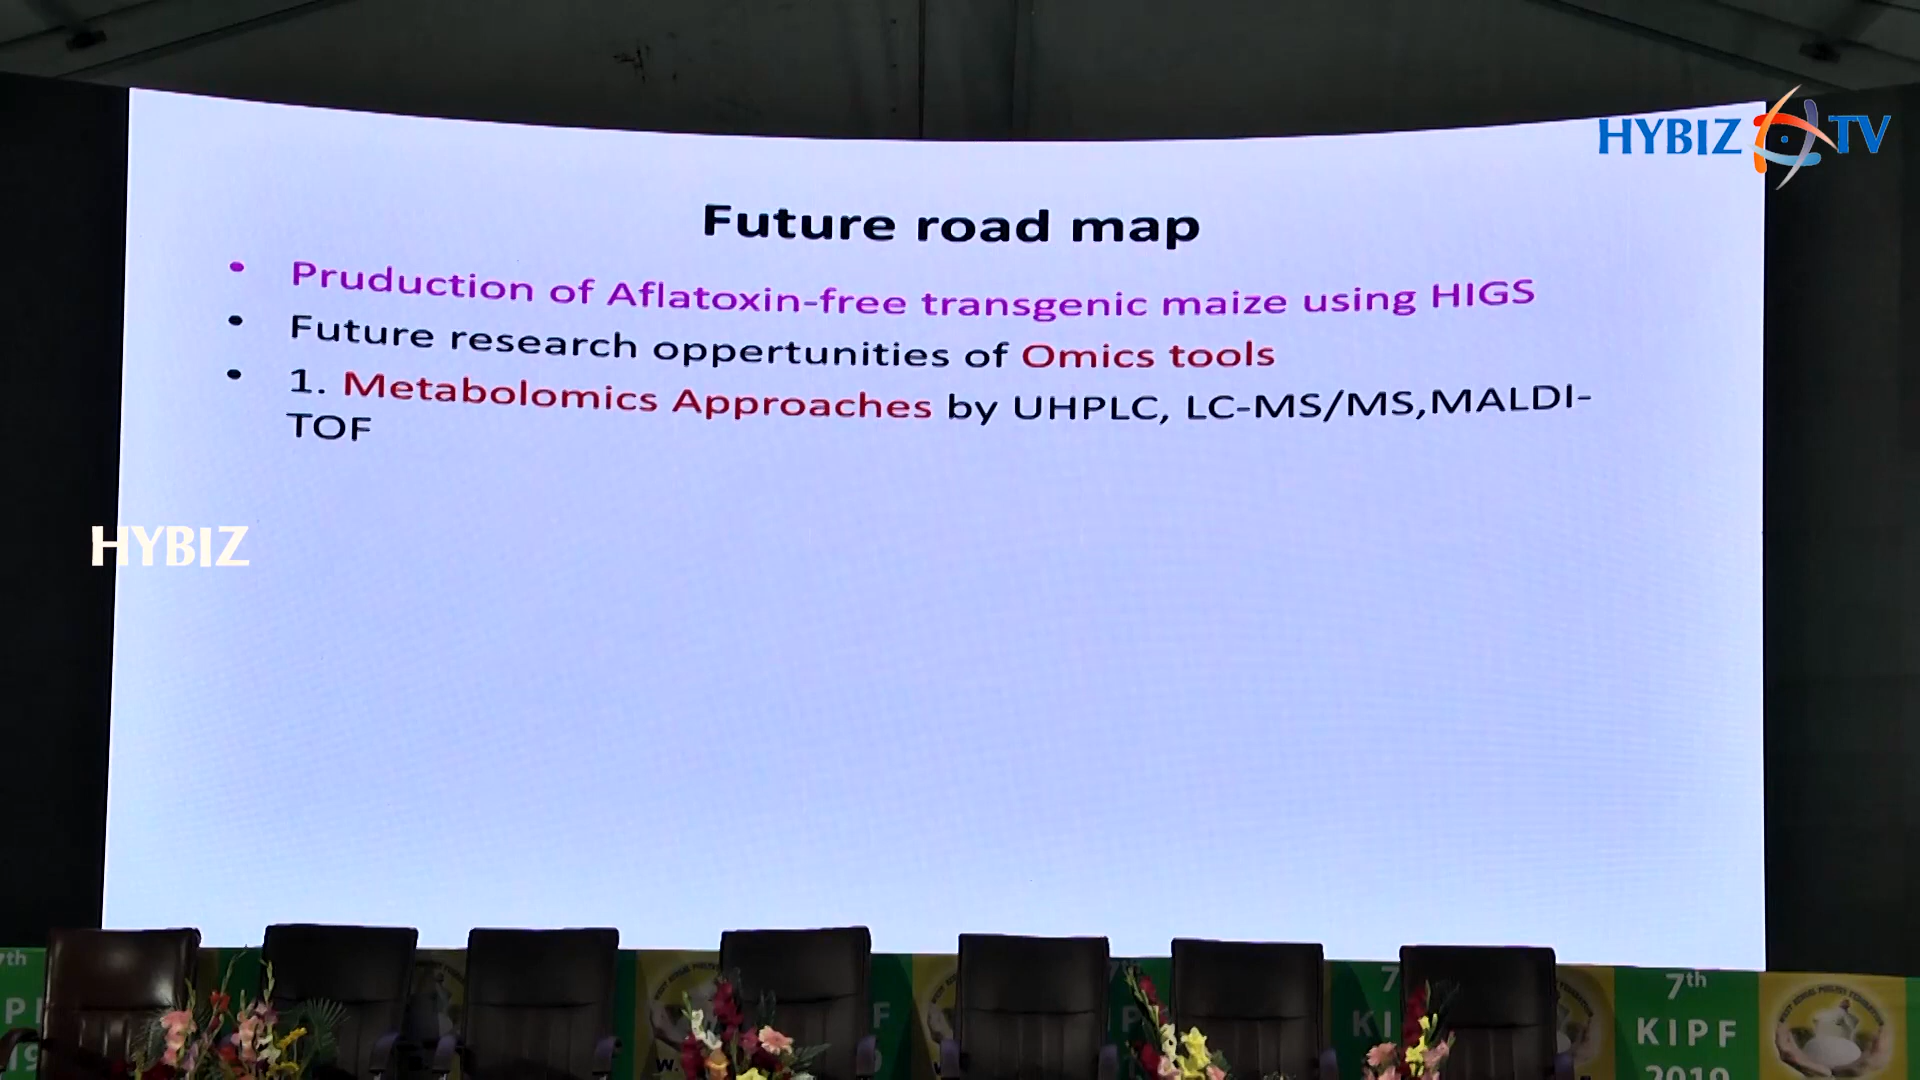 HYBIZ TV
Future road map
• Pruduction of Aflatoxin-free transgenic maize using HIGS
• Future research oppertunities of Omics tools
• 1. Metabolomics Approaches by UHPLC, LC-MS/MS,MALDI-
TOF
HYBIZ
7th
KIPF
2019